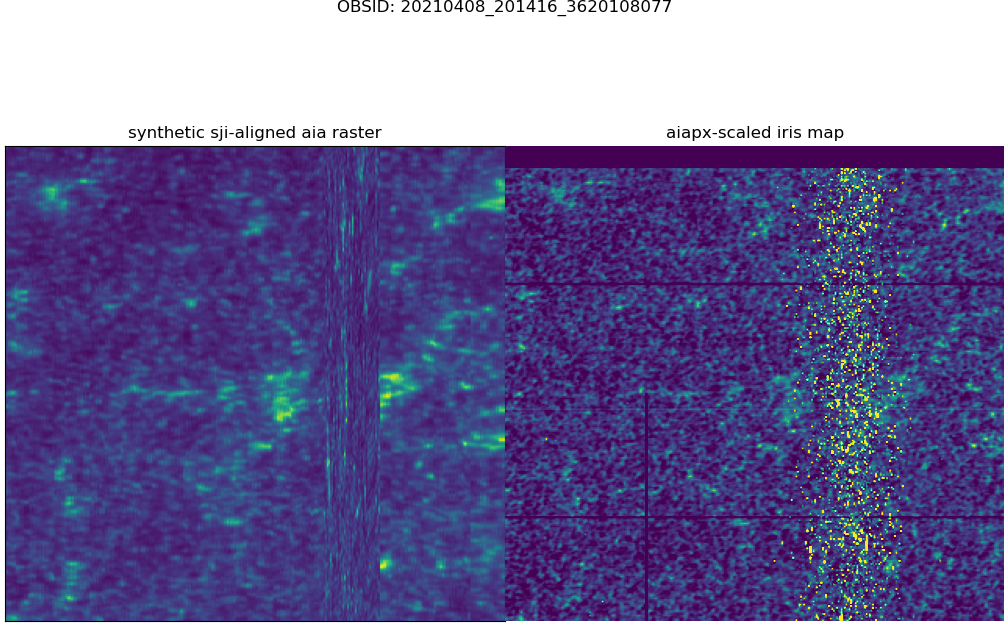 OBSID: 20210408_201416_3620108077
synthetic sji-aligned aia raster
aiapx-scaled iris map